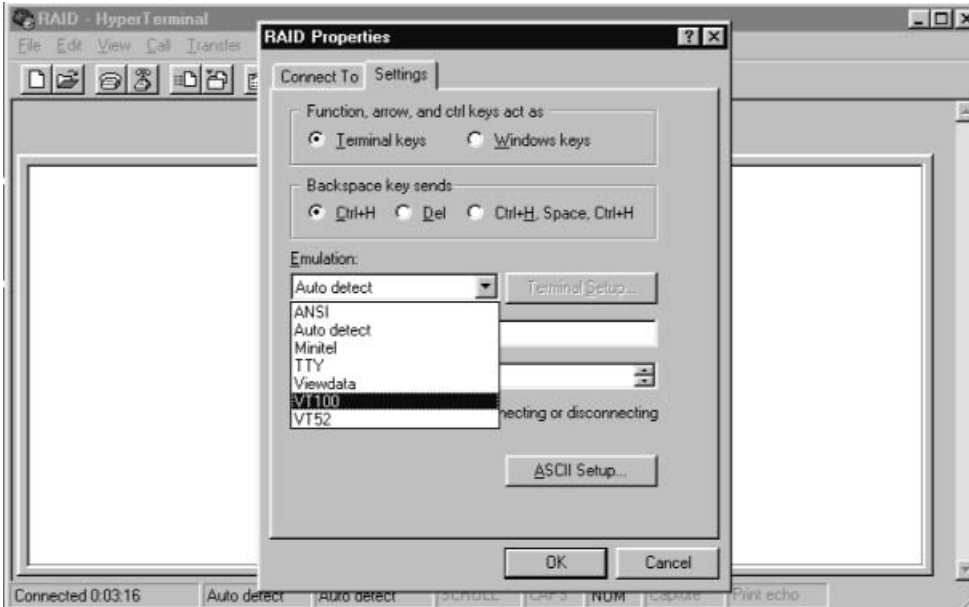 RAID - HyperTerminal
File Edit View Call Transfer
RAID Properties
Connect To Settings
Function, arrow, and ctrl keys act as
Terminal keys Windows keys
Backspace key sends
Ctrl+H Del Ctrl+H, Space, Ctrl+H
Emulation:
Auto detect Terminal Setup...
ANSI
Auto detect
Minitel
TTY
Viewdata
VT100
VT52
necting or disconnecting
ASCII Setup...
OK Cancel
Connected 0:03:16 Auto detect Auto detect SCROLL CAPS NUM Capture Print echo